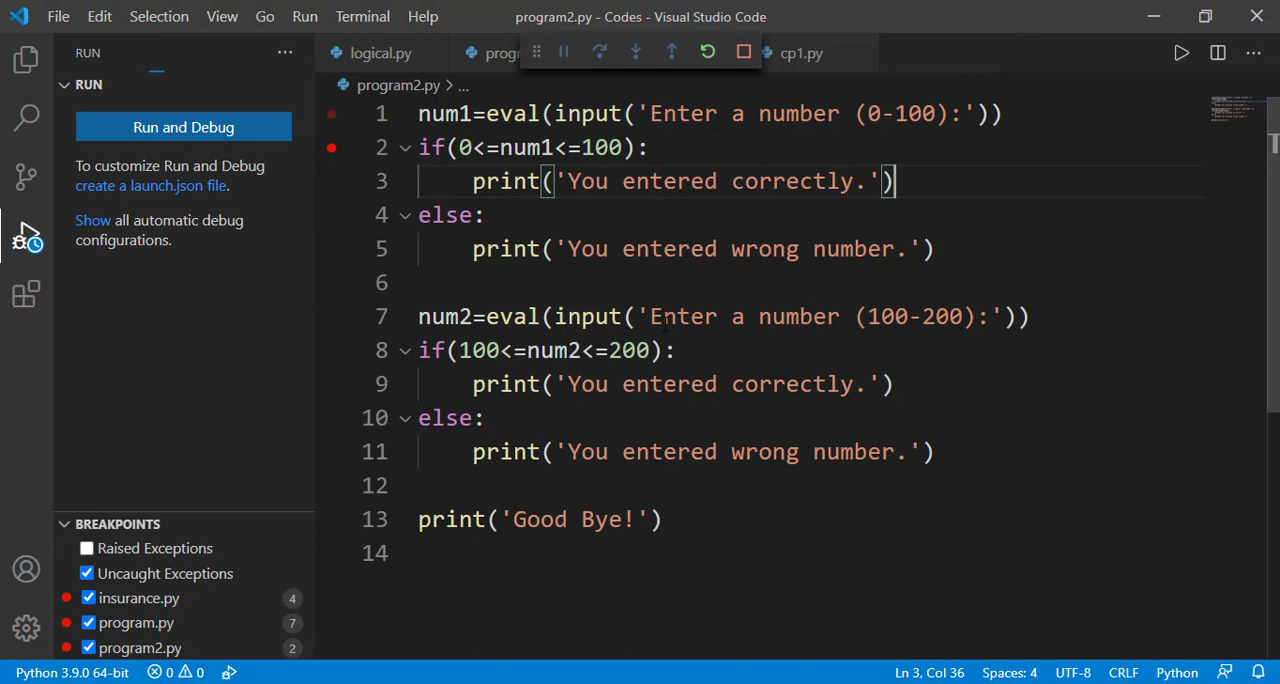 File Edit Selection View Go Run Terminal Help
program2.py - Codes - Visual Studio Code
RUN
logical.py
prog
cp1.py
RUN
program2.py > ...
Run and Debug
To customize Run and Debug
create a launch.json file.
Show all automatic debug
configurations.
1 num1=eval(input('Enter a number (0-100):'))
2 if(0<=num1<=100):
3 print('You entered correctly.')
4 else:
5 print('You entered wrong number.')
6
7 num2=eval(input('Enter a number (100-200):'))
8 if(100<=num2<=200):
9 print('You entered correctly.')
10 else:
11 print('You entered wrong number.')
12
13 print('Good Bye!')
14
BREAKPOINTS
Raised Exceptions
Uncaught Exceptions
insurance.py 4
program.py 7
program2.py 2
Python 3.9.0 64-bit 0 0 Ln 3, Col 36 Spaces: 4 UTF-8 CRLF Python